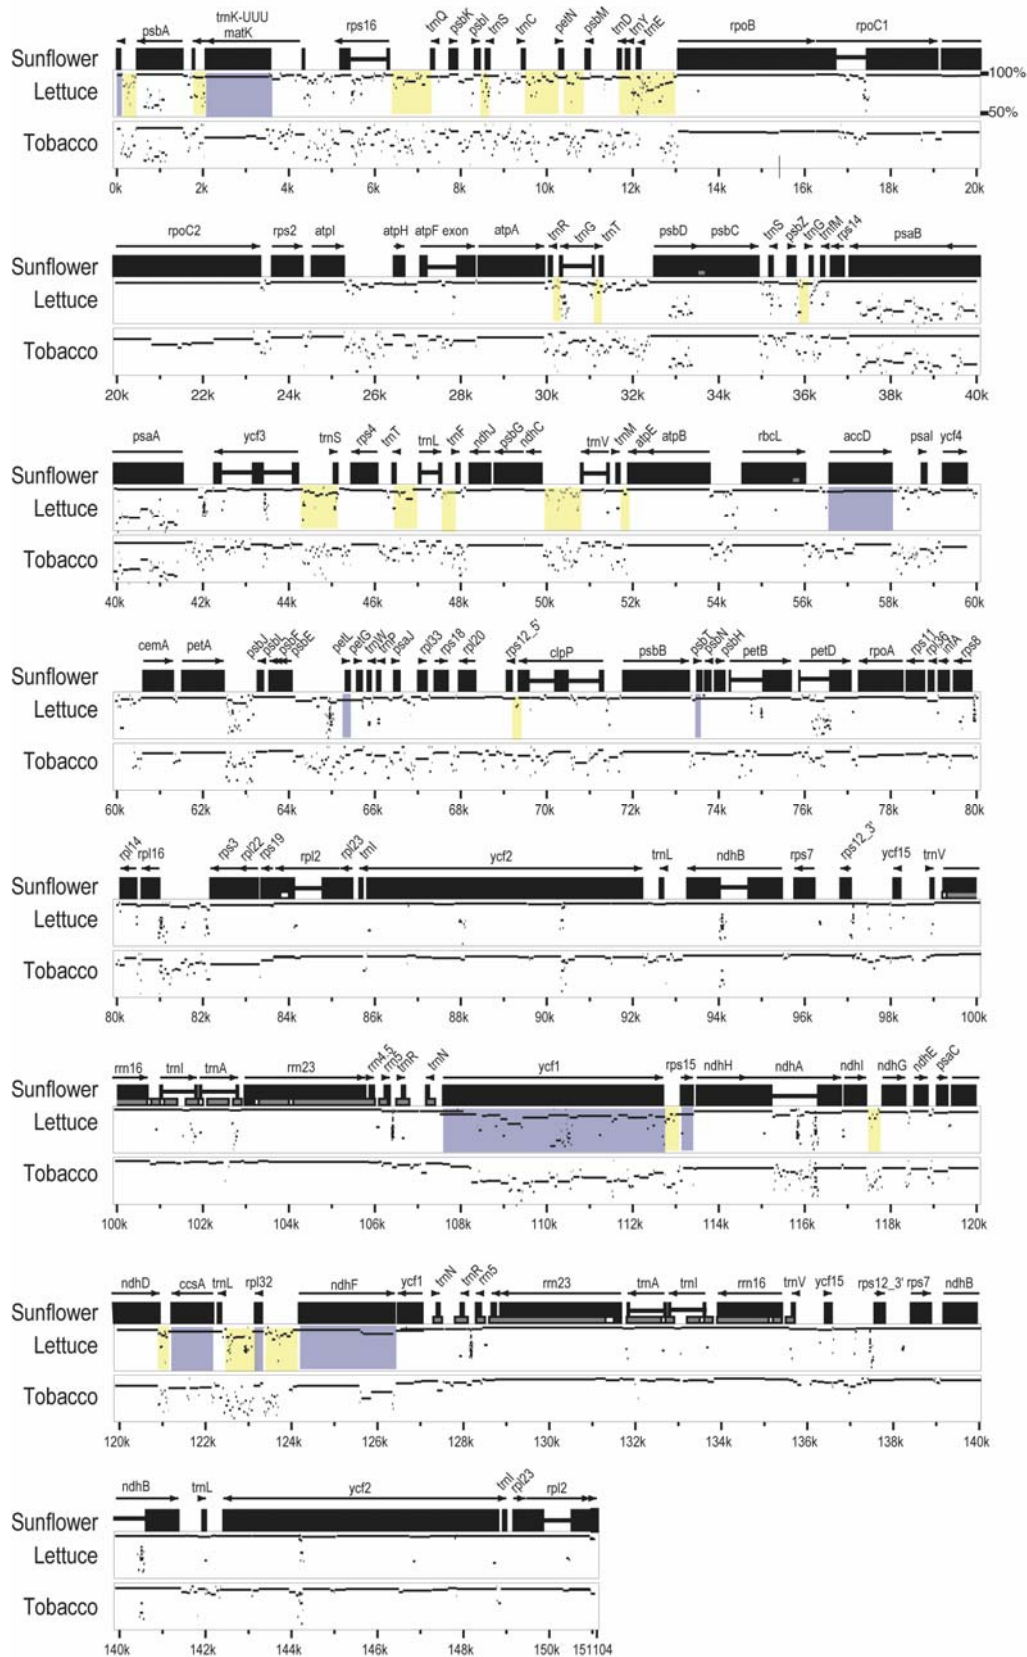 psbA trnK-UUU matK rps16 trnQ psbK psbI trnS trnC petN psbM trnD trnY trnE rpoB rpoC1
Sunflower
Lettuce
100%
50%
Tobacco
0k 2k 4k 6k 8k 10k 12k 14k 16k 18k 20k
rpoC2 rps2 atpI atpH atpF exon atpA trnR trnG trnT psbD psbC trnS psbZ trnG trnfM rps14 psaB
Sunflower
Lettuce
Tobacco
20k 22k 24k 26k 28k 30k 32k 34k 36k 38k 40k
psaA ycf3 trnS rps4 trnT trnL trnF ndhJ psbG ndhC trnV trnM atpE atpB rbcL accD psaI ycf4
Sunflower
Lettuce
Tobacco
40k 42k 44k 46k 48k 50k 52k 54k 56k 58k 60k
cemA petA psbJ psbL psbF psbE petL petG trnW trnP psaJ rpl33 rps18 rpl20 rps12_5' clpP psbB psbT psbN psbH petB petD rpoA rps11 rpl36 infA rps8
Sunflower
Lettuce
Tobacco
60k 62k 64k 66k 68k 70k 72k 74k 76k 78k 80k
rpl14 rpl16 rps3 rpl22 rps19 rpl2 rpl23 trnI ycf2 trnL ndhB rps7 rps12_3' ycf15 trnV
Sunflower
Lettuce
Tobacco
80k 82k 84k 86k 88k 90k 92k 94k 96k 98k 100k
rrn16 trnI trnA rrn23 rrn4.5 rrn5 trnR trnN ycf1 rps15 ndhH ndhA ndhI ndhG ndhE psaC
Sunflower
Lettuce
Tobacco
100k 102k 104k 106k 108k 110k 112k 114k 116k 118k 120k
ndhD ccsA trnL rpl32 ndhF ycf1 trnN trnR rrn5 rrn23 trnA trnI rrn16 trnV ycf15 rps12_3' rps7 ndhB
Sunflower
Lettuce
Tobacco
120k 122k 124k 126k 128k 130k 132k 134k 136k 138k 140k
ndhB trnL ycf2 trnI rpl23 rpl2
Sunflower
Lettuce
Tobacco
140k 142k 144k 146k 148k 150k 151104